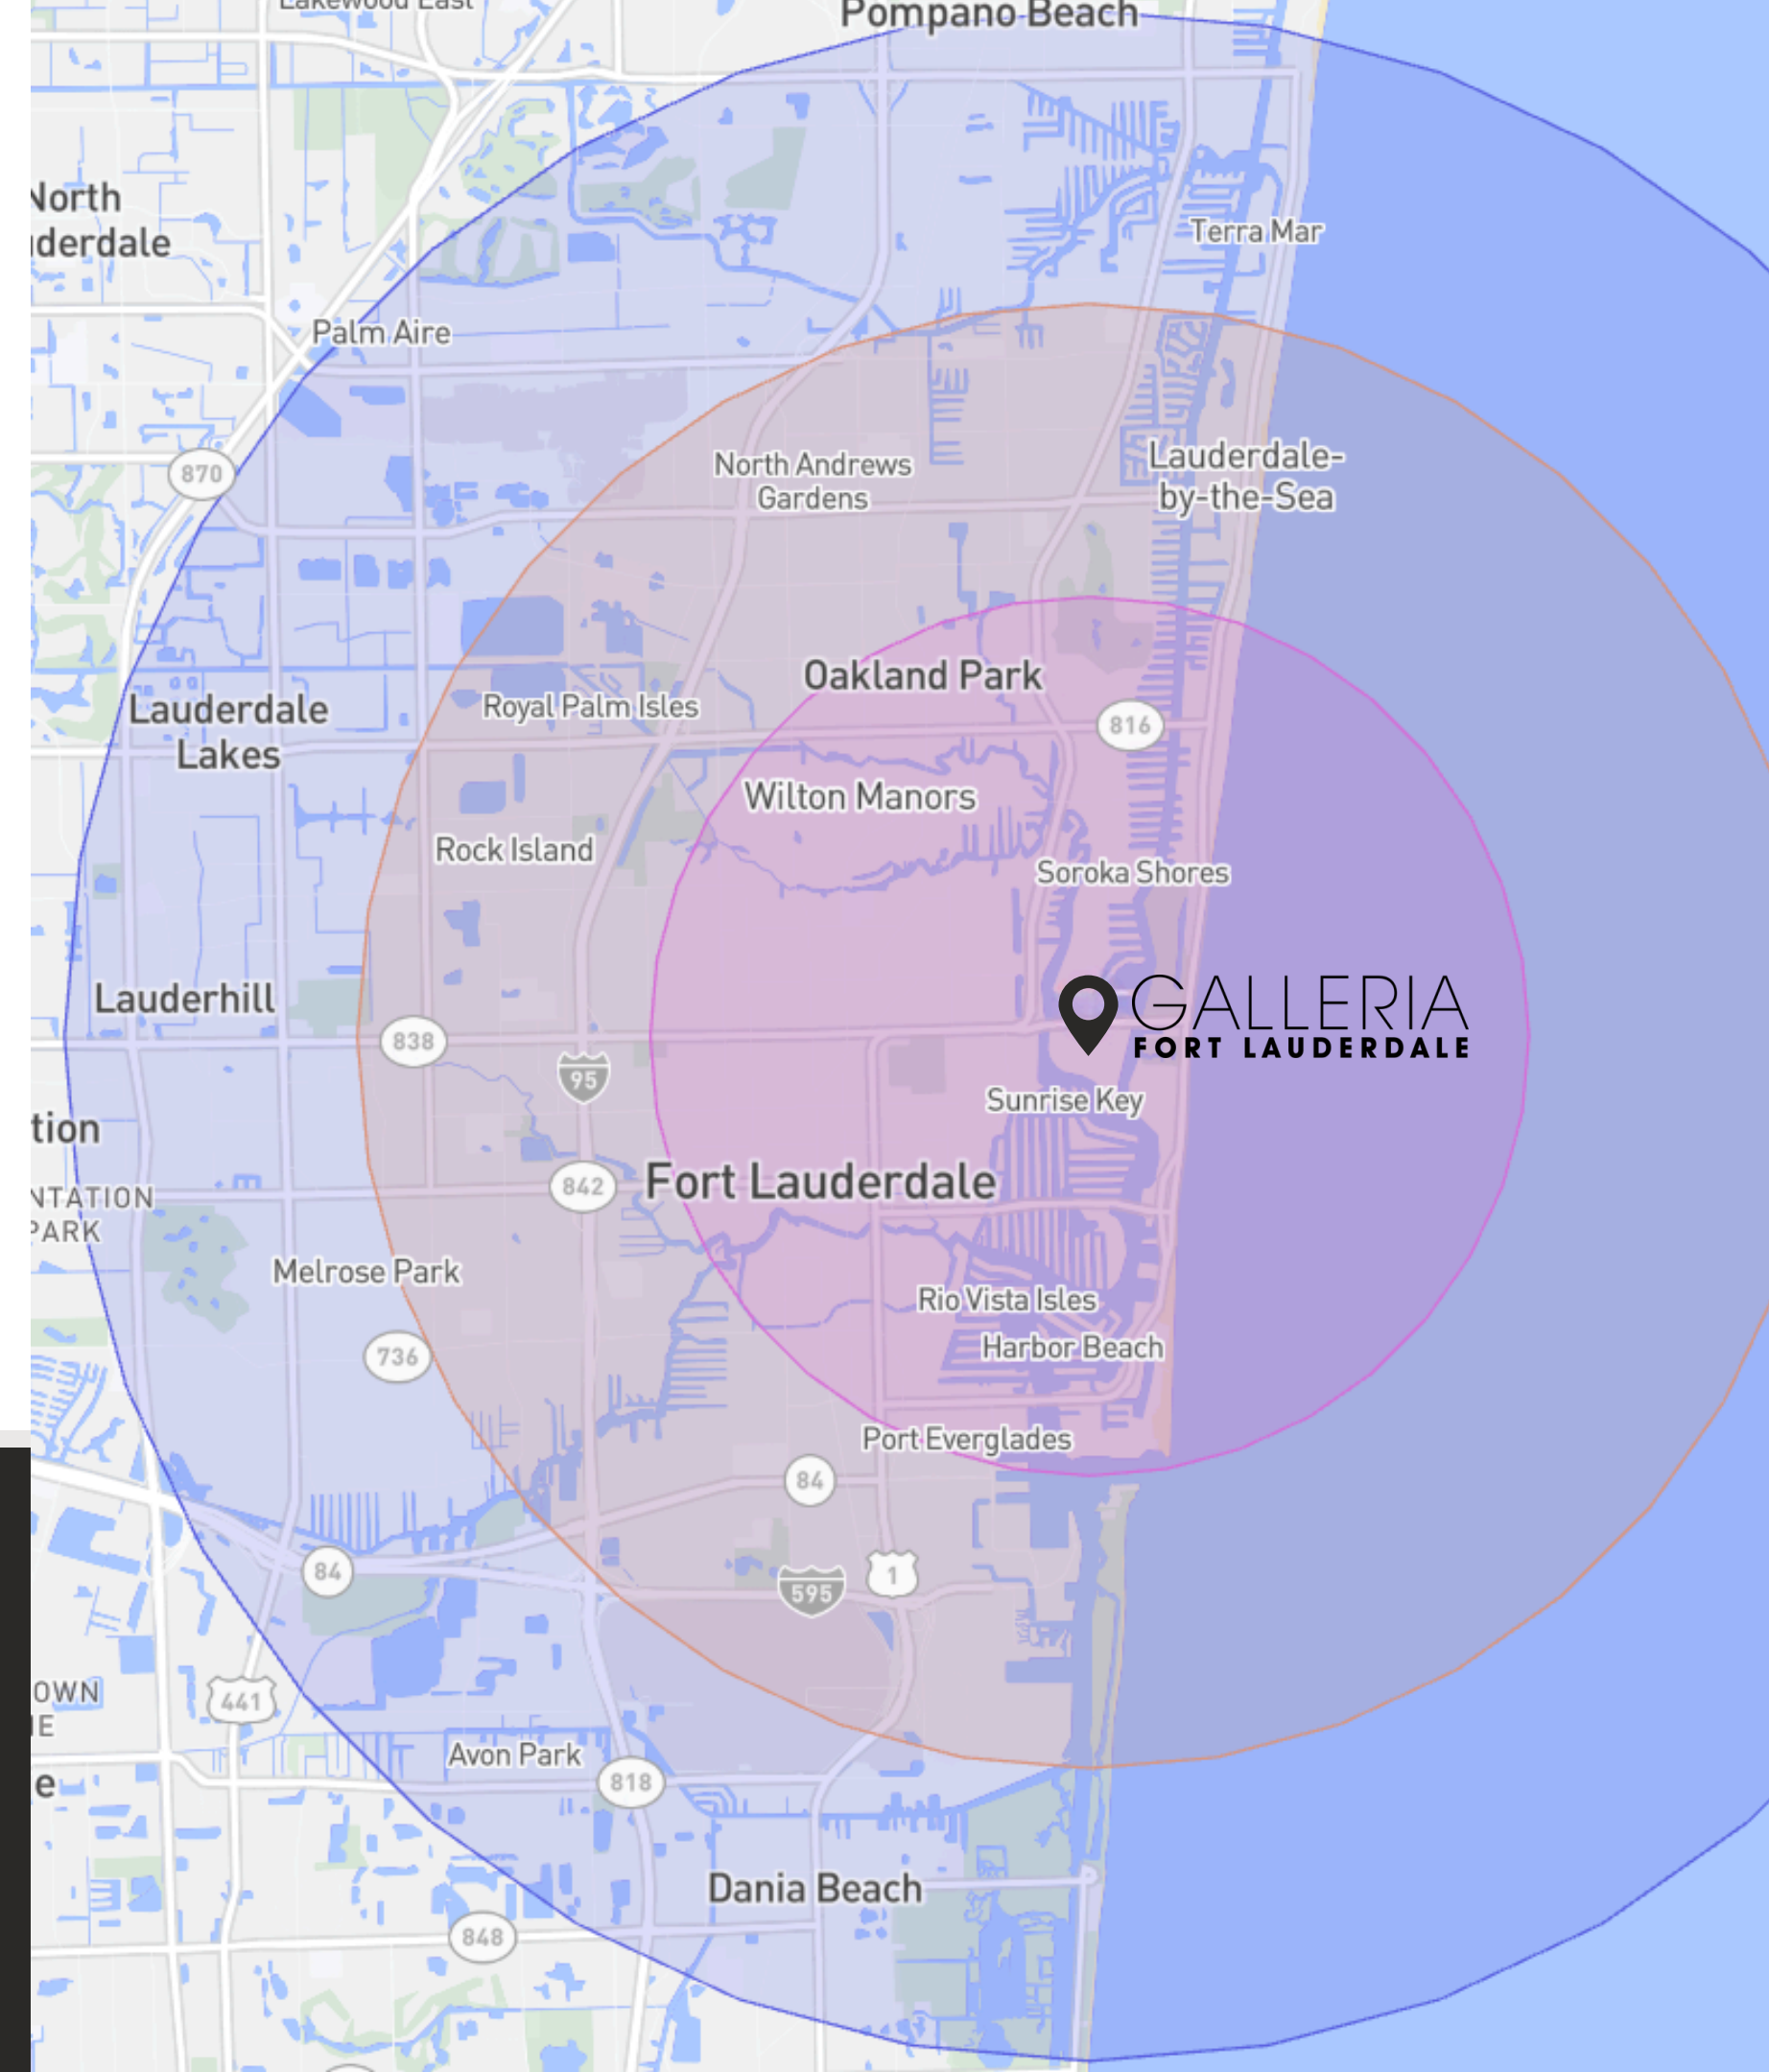 Lakewood East
Pompano Beach
North
uderdale
Terra Mar
Palm Aire
870
North Andrews
Gardens
Lauderdale-
by-the-Sea
Oakland Park
Royal Palm Isles
Lauderdale
Lakes
816
Wilton Manors
Rock Island
Soroka Shores
Lauderhill
GALLERIA
FORT LAUDERDALE
838
95
Sunrise Key
tion
842
Fort Lauderdale
NTATION
PARK
Melrose Park
Rio Vista Isles
Harbor Beach
736
Port Everglades
84
84
595
1
OWN
IE
441
Avon Park
818
e
Dania Beach
848